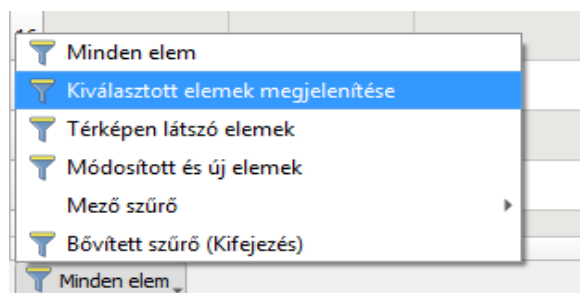 Minden elem
Kiválasztott elemek megjelenítése
Térképen látszó elemek
Módosított és új elemek
Mező szűrő
Bővített szűrő (Kifejezés)
Minden elem